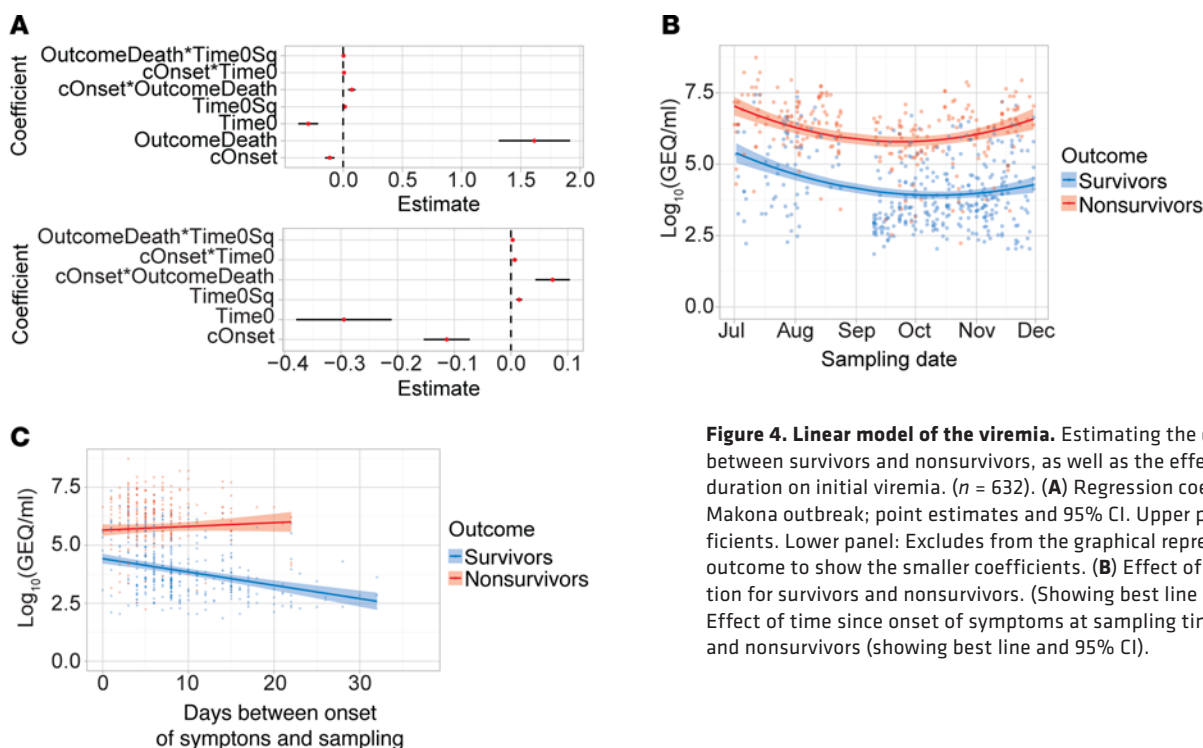 A
Coefficient
OutcomeDeath*Time0Sq
cOnset*Time0
cOnset*OutcomeDeath
Time0Sq
Time0
OutcomeDeath
cOnset
0.0 0.5 1.0 1.5 2.0
Estimate
Coefficient
OutcomeDeath*Time0Sq
cOnset*Time0
cOnset*OutcomeDeath
Time0Sq
Time0
cOnset
−0.4 −0.3 −0.2 −0.1 0.0 0.1
Estimate
B
Log10(GEQ/ml)
7.5
5.0
2.5
0.0
Jul Aug Sep Oct Nov Dec
Sampling date
Outcome
Survivors
Nonsurvivors
C
Log10(GEQ/ml)
7.5
5.0
2.5
0.0
0 10 20 30
Days between onset
of symptons and sampling
Outcome
Survivors
Nonsurvivors
Figure 4. Linear model of the viremia. Estimating the
between survivors and nonsurvivors, as well as the effe
duration on initial viremia. (n = 632). (A) Regression coe
Makona outbreak; point estimates and 95% CI. Upper p
ficients. Lower panel: Excludes from the graphical repre
outcome to show the smaller coefficients. (B) Effect of
tion for survivors and nonsurvivors. (Showing best line
Effect of time since onset of symptoms at sampling tin
and nonsurvivors (showing best line and 95% CI).